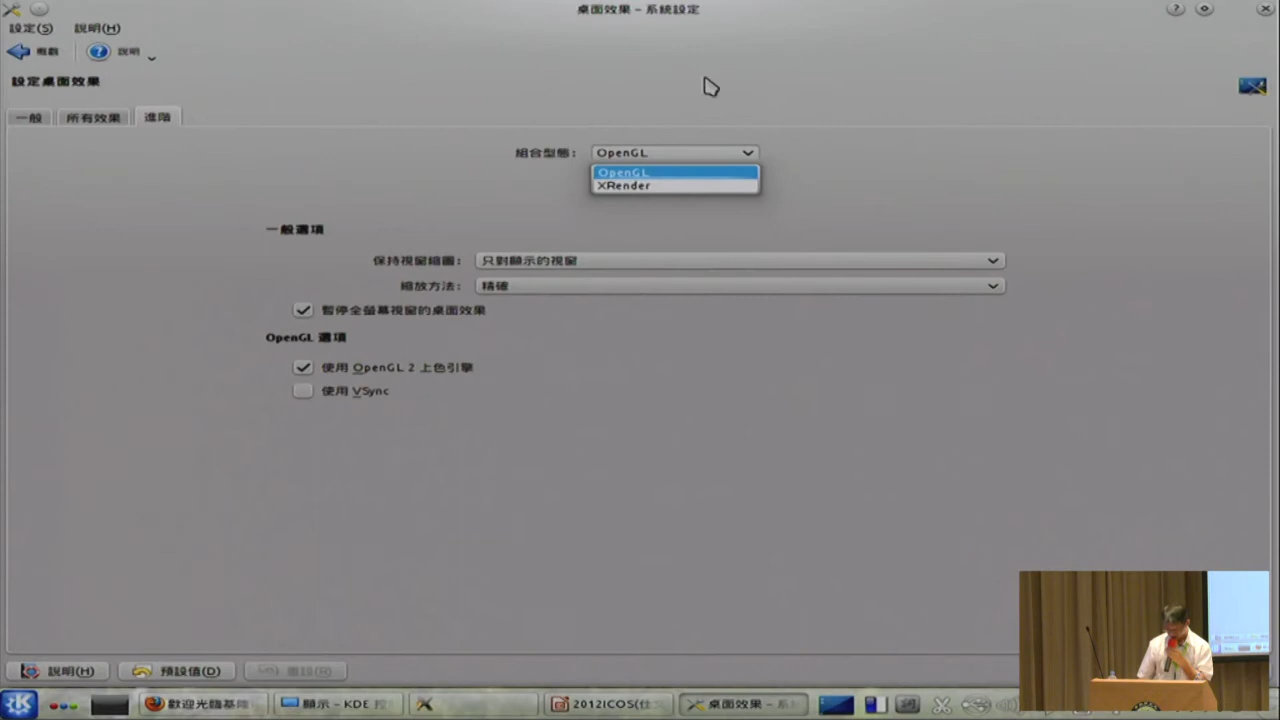 桌面效果 – 系統設定
設定(S) 說明(H)
概觀 說明
設定桌面效果
一般 所有效果 進階
組合型態: OpenGL
OpenGL
XRender
一般選項
保持視窗縮圖: 只對顯示的視窗
縮放方法: 精確
暫停全螢幕視窗的桌面效果
OpenGL 選項
使用 OpenGL 2 上色引擎
使用 VSync
說明(H) 預設值(D) 重設(R)
歡迎光臨基隆 顯示 - KDE 控 2012ICOS(仕 桌面效果 – 系